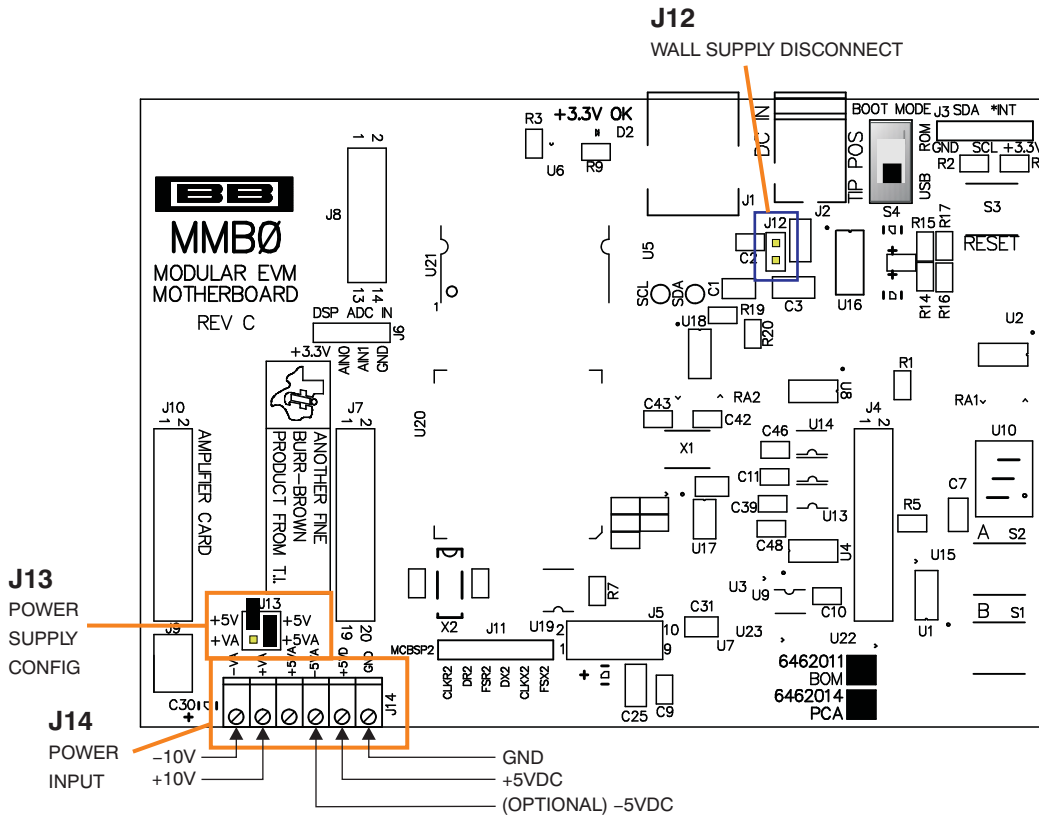 J12
WALL SUPPLY DISCONNECT
R3 +3.3V OK
D2
R9
U6
DC IN
TIP POS
BOOT MODE
ROM
USB
J3 SDA *INT
GND SCL +3.3V
R2 R
J1
J2
S4
S3
J12
C2
R15 R17
RESET
1 2
J8
13 14
BB
MMBØ
MODULAR EVM
MOTHERBOARD
REV C
U21
1
U5
SCL SDA
C1
C3
U16
R14 R16
DSP ADC IN
J6
+3.3V
AIN0
AIN1
GND
U18
R19
R20
U2
U8
R1
RA2
RA1
J10
1 2
AMPLIFIER CARD
ANOTHER FINE
BURR-BROWN
PRODUCT FROM T.I.
J7
1 2
U20
C43
C42
X1
C46
U14
J4
1 2
U10
C11
C39
U13
C7
R5
A S2
U17
C48
U4
U15
J13
POWER
SUPPLY
CONFIG
J13
+5V +5V
+VA +5VA
19 20
J9
X2
R7
U3
U9
C10
B S1
U1
J11
MCBSP2
CLKR2
DR2
FSR2
DX2
CLKX2
FSX2
U19
J5
2 10
1 9
C31
U7
U23
U22
6462011
BOM
6462014
PCA
-VA
+VA
+5VA
-5VA
+5VD
GND
J14
C30
+
+
C25
C9
J14
POWER
INPUT
–10V
+10V
GND
+5VDC
(OPTIONAL) –5VDC